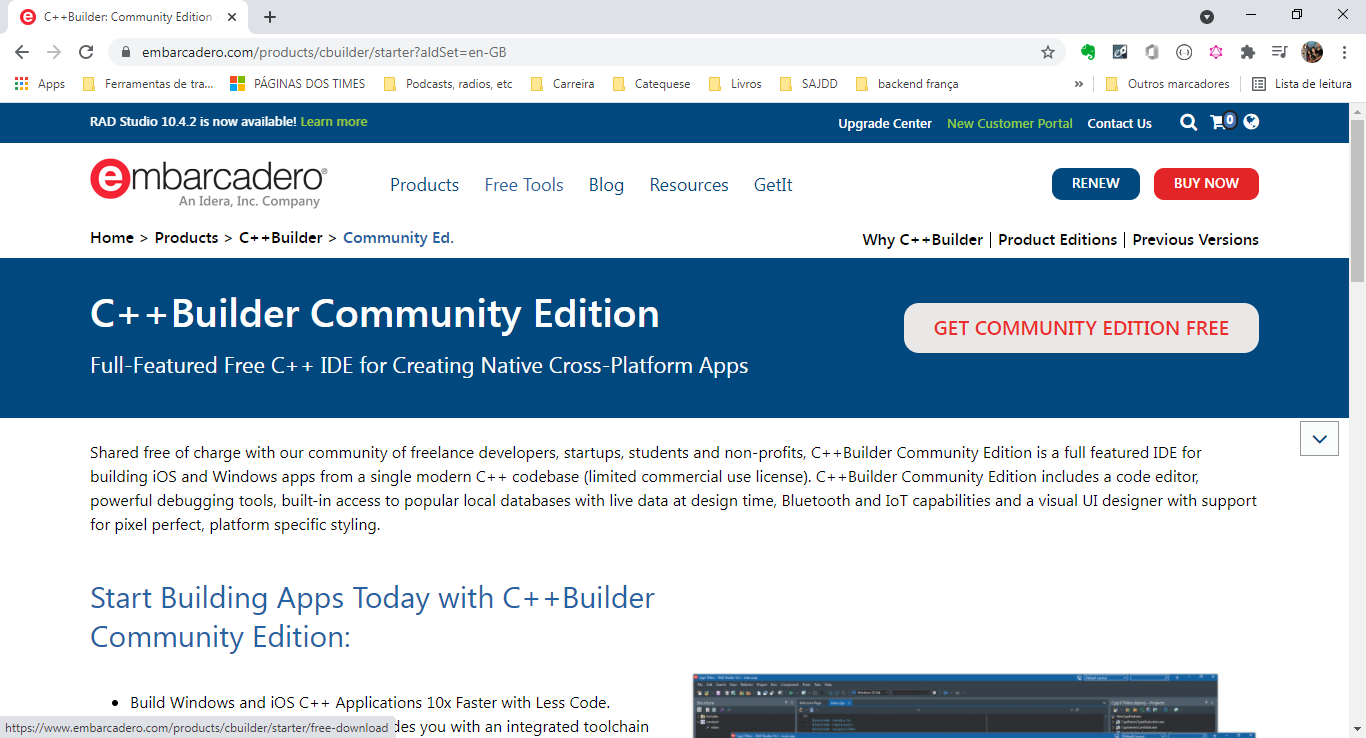 C++Builder: Community Edition
embarcadero.com/products/cbuilder/starter?aldSet=en-GB
Apps
Ferramentas de tra...
PÁGINAS DOS TIMES
Podcasts, radios, etc
Carreira
Catequese
Livros
SAJDD
backend frança
»
Outros marcadores
Lista de leitura
RAD Studio 10.4.2 is now available! Learn more
Upgrade Center New Customer Portal Contact Us 0
embarcadero®
An Idera, Inc. Company
Products Free Tools Blog Resources GetIt
RENEW BUY NOW
Home > Products > C++Builder > Community Ed.
Why C++Builder | Product Editions | Previous Versions
C++Builder Community Edition
GET COMMUNITY EDITION FREE
Full-Featured Free C++ IDE for Creating Native Cross-Platform Apps
Shared free of charge with our community of freelance developers, startups, students and non-profits, C++Builder Community Edition is a full featured IDE for
building iOS and Windows apps from a single modern C++ codebase (limited commercial use license). C++Builder Community Edition includes a code editor,
powerful debugging tools, built-in access to popular local databases with live data at design time, Bluetooth and IoT capabilities and a visual UI designer with support
for pixel perfect, platform specific styling.
Start Building Apps Today with C++Builder
Community Edition:
• Build Windows and iOS C++ Applications 10x Faster with Less Code.
des you with an integrated toolchain
https://www.embarcadero.com/products/cbuilder/starter/free-download